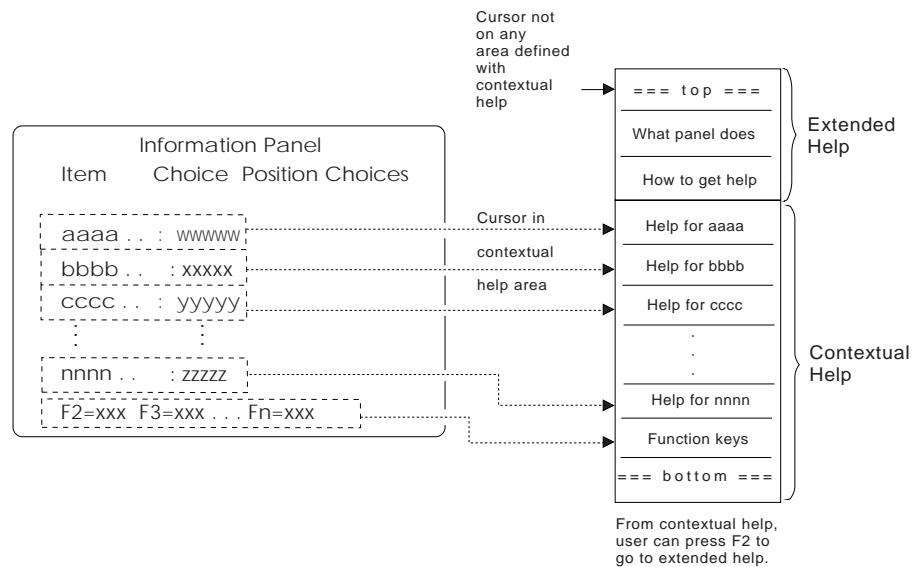 Cursor not
on any
area defined
with
contextual
help
=== top ===
What panel does
How to get help
Extended
Help
Information Panel
Item Choice Position Choices
aaaa . . : wwwww
bbbb . . : xxxxx
cccc . . : yyyyy
. .
. .
. .
nnnn . . : zzzzz
F2=xxx F3=xxx . . . Fn=xxx
Cursor in
contextual
help area
Help for aaaa
Help for bbbb
Help for cccc
.
.
.
Help for nnnn
Function keys
=== bottom ===
Contextual
Help
From contextual help,
user can press F2 to
go to extended help.